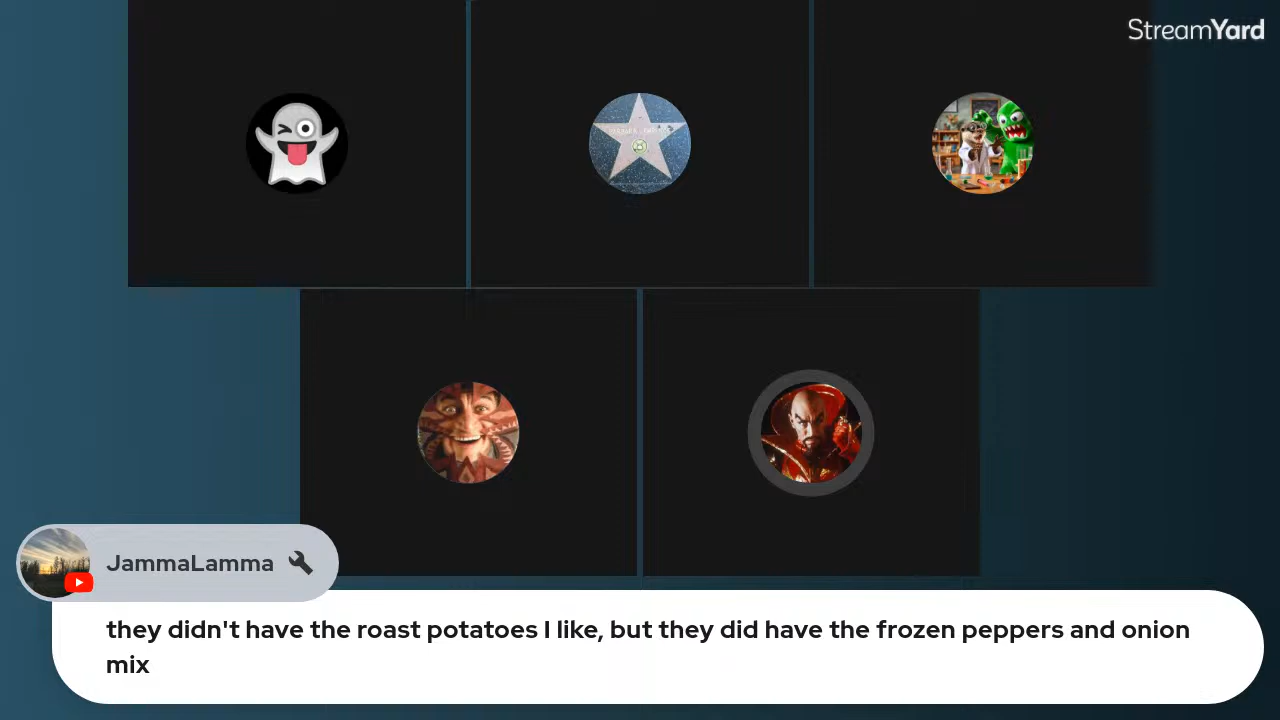 StreamYard
JammaLamma
they didn't have the roast potatoes I like, but they did have the frozen peppers and onion
mix